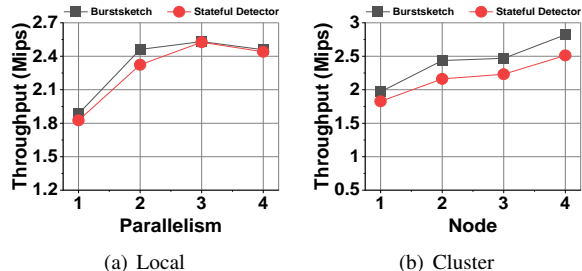 Burstsketch Stateful Detector
Throughput (Mips)
2.7
2.4
2.1
1.8
1.5
1.2
1 2 3 4
Parallelism
(a) Local
Burstsketch Stateful Detector
Throughput (Mips)
3
2.5
2
1.5
1
0.5
1 2 3 4
Node
(b) Cluster